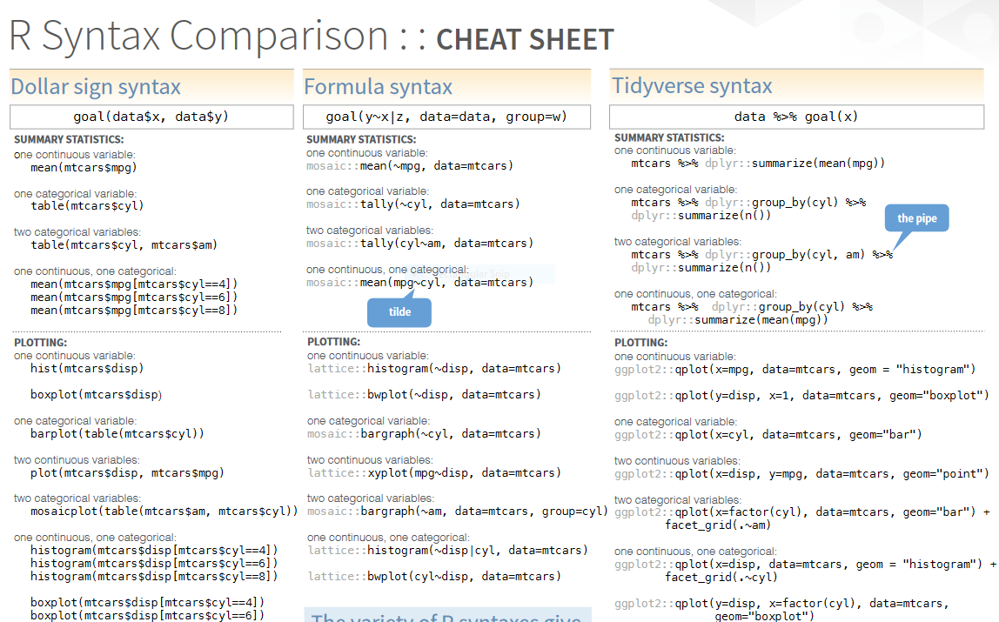 R Syntax Comparison : : CHEAT SHEET
Dollar sign syntax
goal(data$x, data$y)
SUMMARY STATISTICS:
one continuous variable:
mean(mtcars$mpg)
one categorical variable:
table(mtcars$cyl)
two categorical variables:
table(mtcars$cyl, mtcars$am)
one continuous, one categorical:
mean(mtcars$mpg[mtcars$cyl==4])
mean(mtcars$mpg[mtcars$cyl==6])
mean(mtcars$mpg[mtcars$cyl==8])
PLOTTING:
one continuous variable:
hist(mtcars$disp)
boxplot(mtcars$disp)
one categorical variable:
barplot(table(mtcars$cyl))
two continuous variables:
plot(mtcars$disp, mtcars$mpg)
two categorical variables:
mosaicplot(table(mtcars$am, mtcars$cyl))
one continuous, one categorical:
histogram(mtcars$disp[mtcars$cyl==4])
histogram(mtcars$disp[mtcars$cyl==6])
histogram(mtcars$disp[mtcars$cyl==8])
boxplot(mtcars$disp[mtcars$cyl==4])
boxplot(mtcars$disp[mtcars$cyl==6])
Formula syntax
goal(y~x|z, data=data, group=w)
SUMMARY STATISTICS:
one continuous variable:
mosaic::mean(~mpg, data=mtcars)
one categorical variable:
mosaic::tally(~cyl, data=mtcars)
two categorical variables:
mosaic::tally(cyl~am, data=mtcars)
one continuous, one categorical:
mosaic::mean(mpg~cyl, data=mtcars)
tilde
PLOTTING:
one continuous variable:
lattice::histogram(~disp, data=mtcars)
lattice::bwplot(~disp, data=mtcars)
one categorical variable:
mosaic::bargraph(~cyl, data=mtcars)
two continuous variables:
lattice::xyplot(mpg~disp, data=mtcars)
two categorical variables:
mosaic::bargraph(~am, data=mtcars, group=cyl)
one continuous, one categorical:
lattice::histogram(~disp|cyl, data=mtcars)
lattice::bwplot(cyl~disp, data=mtcars)
The variety of R syntaxes give
Tidyverse syntax
data %>% goal(x)
SUMMARY STATISTICS:
one continuous variable:
mtcars %>% dplyr::summarize(mean(mpg))
one categorical variable:
mtcars %>% dplyr::group_by(cyl) %>%
dplyr::summarize(n())
the pipe
two categorical variables:
mtcars %>% dplyr::group_by(cyl, am) %>%
dplyr::summarize(n())
one continuous, one categorical:
mtcars %>% dplyr::group_by(cyl) %>%
dplyr::summarize(mean(mpg))
PLOTTING:
one continuous variable:
ggplot2::qplot(x=mpg, data=mtcars, geom = "histogram")
ggplot2::qplot(y=disp, x=1, data=mtcars, geom="boxplot")
one categorical variable:
ggplot2::qplot(x=cyl, data=mtcars, geom="bar")
two continuous variables:
ggplot2::qplot(x=disp, y=mpg, data=mtcars, geom="point")
two categorical variables:
ggplot2::qplot(x=factor(cyl), data=mtcars, geom="bar") +
facet_grid(.~am)
one continuous, one categorical:
ggplot2::qplot(x=disp, data=mtcars, geom = "histogram") +
facet_grid(.~cyl)
ggplot2::qplot(y=disp, x=factor(cyl), data=mtcars,
geom="boxplot")